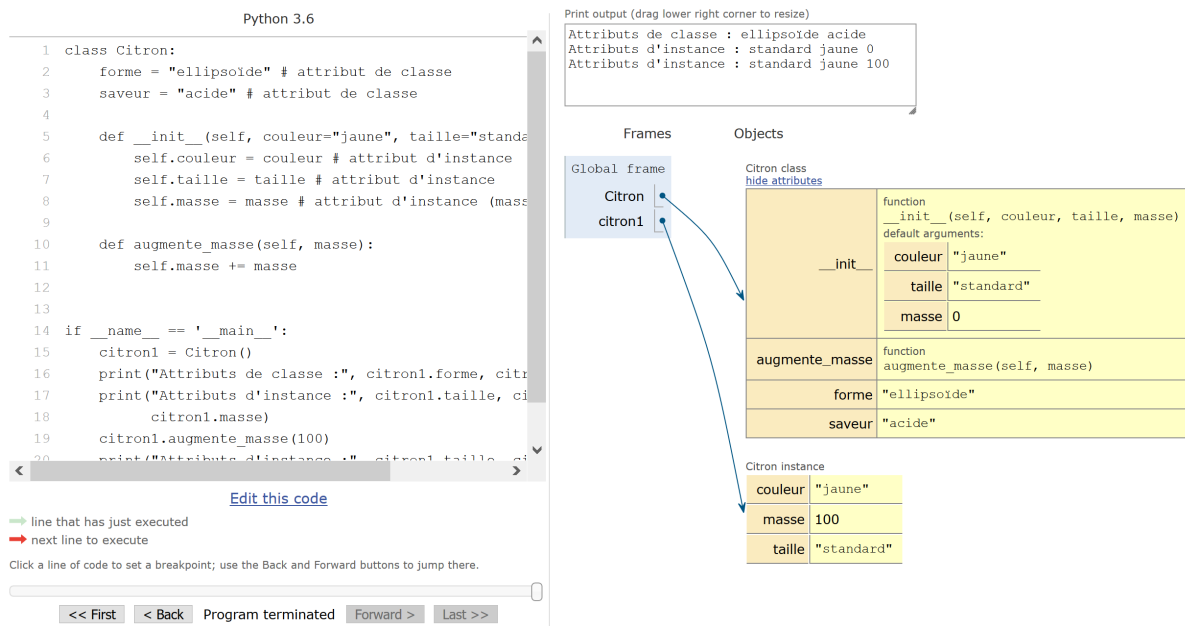 Python 3.6
1 class Citron:
2 forme = "ellipsoïde" # attribut de classe
3 saveur = "acide" # attribut de classe
4
5 def __init__(self, couleur="jaune", taille="standa
6 self.couleur = couleur # attribut d'instance
7 self.taille = taille # attribut d'instance
8 self.masse = masse # attribut d'instance (mass
9
10 def augmente_masse(self, masse):
11 self.masse += masse
12
13
14 if __name__ == '__main__':
15 citron1 = Citron()
16 print("Attributs de classe :", citron1.forme, citr
17 print("Attributs d'instance :", citron1.taille, ci
18 citron1.masse)
19 citron1.augmente_masse(100)
20 print("Attributs d'instance :", citron1.taille, ci
Edit this code
line that has just executed
next line to execute
Click a line of code to set a breakpoint; use the Back and Forward buttons to jump there.
<< First < Back Program terminated Forward > Last >>
Print output (drag lower right corner to resize)
Attributs de classe : ellipsoïde acide
Attributs d'instance : standard jaune 0
Attributs d'instance : standard jaune 100
Frames Objects
Global frame
Citron
citron1
Citron class
hide attributes
__init__
function
__init__(self, couleur, taille, masse)
default arguments:
couleur "jaune"
taille "standard"
masse 0
augmente_masse
function
augmente_masse(self, masse)
forme "ellipsoïde"
saveur "acide"
Citron instance
couleur "jaune"
masse 100
taille "standard"